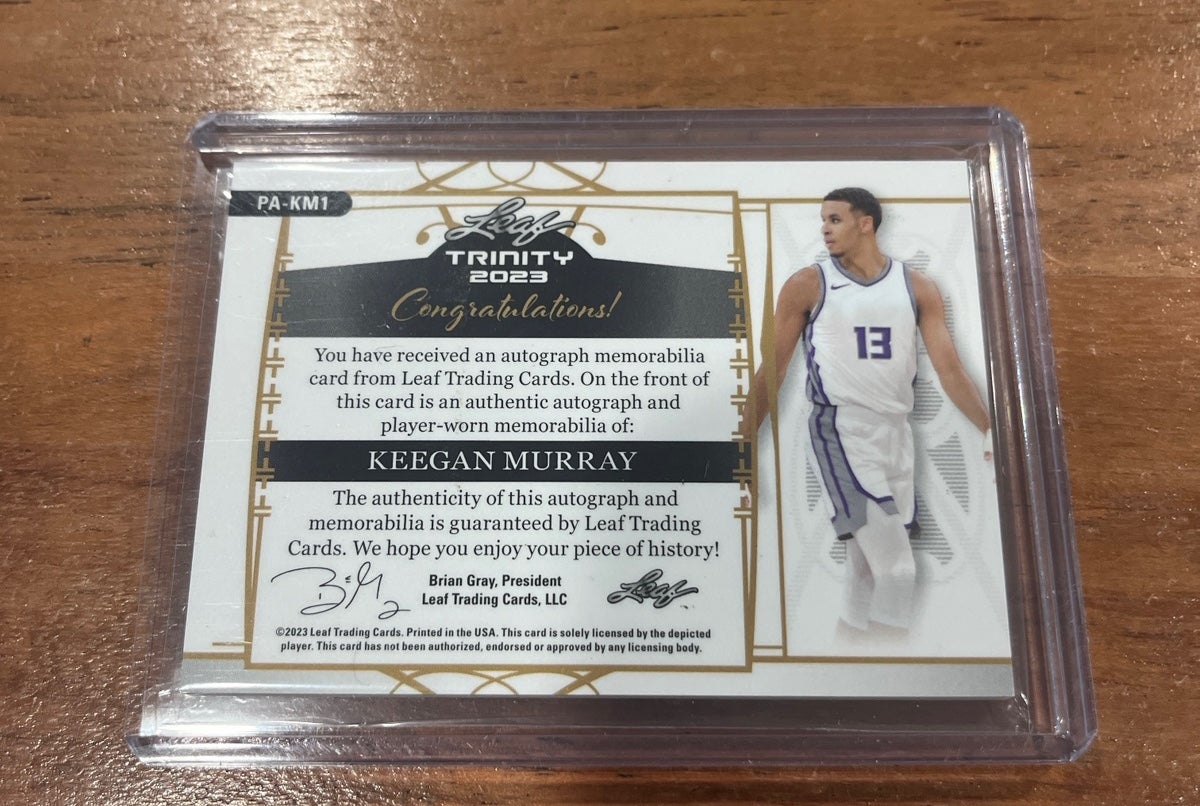 PA-KM1
Leaf
TRINITY
2023
Congratulations!
You have received an autograph memorabilia
card from Leaf Trading Cards. On the front of
this card is an authentic autograph and
player-worn memorabilia of:
KEEGAN MURRAY
The authenticity of this autograph and
memorabilia is guaranteed by Leaf Trading
Cards. We hope you enjoy your piece of history!
Brian Gray, President
Leaf Trading Cards, LLC
Leaf
©2023 Leaf Trading Cards. Printed in the USA. This card is solely licensed by the depicted
player. This card has not been authorized, endorsed or approved by any licensing body.
13